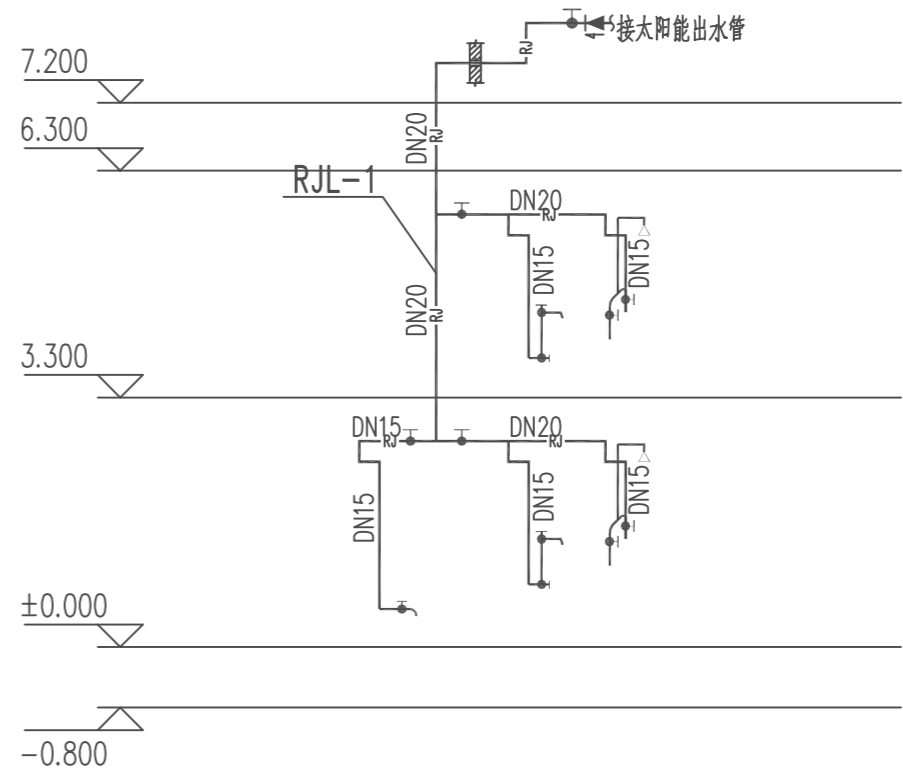 接太阳能出水管
RJ
7.200
DN20
RJ
6.300
RJL-1
DN20
RJ
DN15
DN15
DN20
RJ
3.300
DN15
RJ
DN20
RJ
DN15
DN15
DN15
±0.000
-0.800